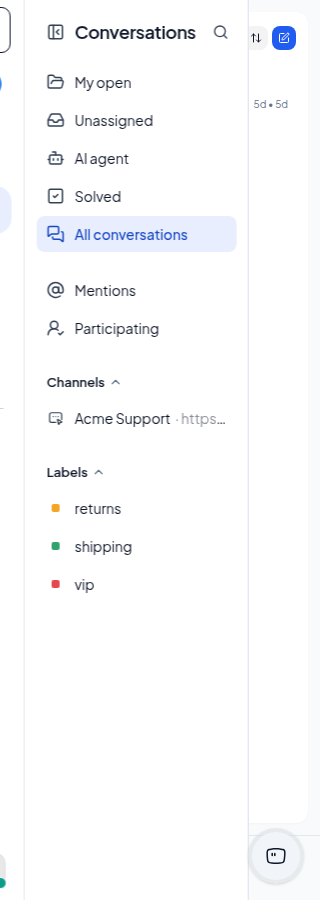 Conversations
My open
5d • 5d
Unassigned
AI agent
Solved
All conversations
Mentions
Participating
Channels
Acme Support · https...
Labels
returns
shipping
vip